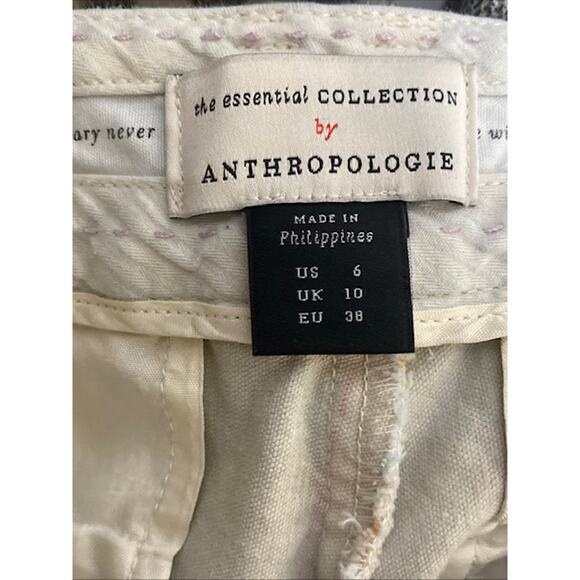 the essential COLLECTION
by
ANTHROPOLOGIE
ary never
wi
MADE IN
Philippines
US 6
UK 10
EU 38